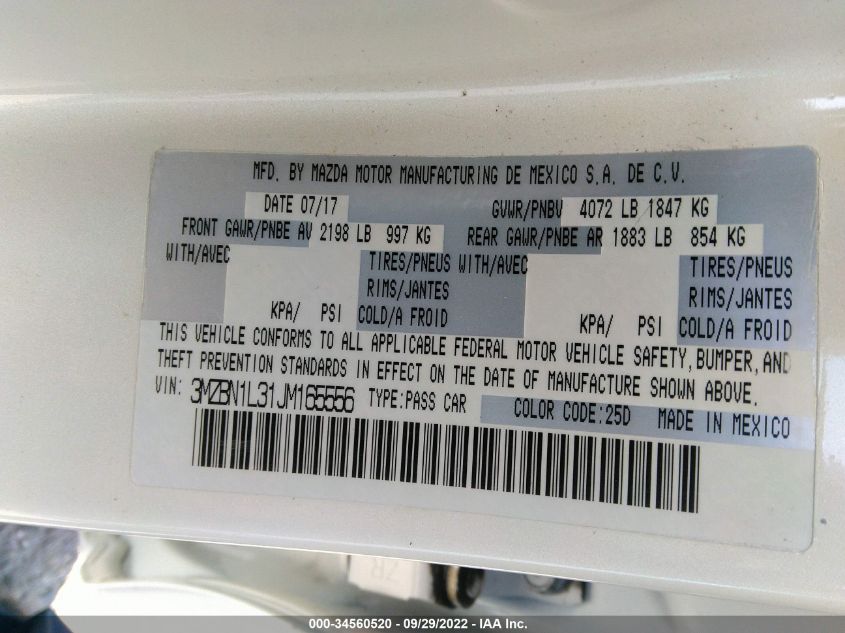 MFD. BY MAZDA MOTOR MANUFACTURING DE MEXICO S.A. DE C.V.
DATE 07/17 GVWR/PNBV 4072 LB 1847 KG
FRONT GAWR/PNBE AV 2198 LB 997 KG REAR GAWR/PNBE AR 1883 LB 854 KG
WITH/AVEC TIRES/PNEUS WITH/AVEC TIRES/PNEUS
RIMS/JANTES RIMS/JANTES
KPA/ PSI COLD/A FROID KPA/ PSI COLD/A FROID
THIS VEHICLE CONFORMS TO ALL APPLICABLE FEDERAL MOTOR VEHICLE SAFETY, BUMPER, AND
THEFT PREVENTION STANDARDS IN EFFECT ON THE DATE OF MANUFACTURE SHOWN ABOVE.
VIN: 3MZBN1L31JM165556 TYPE:PASS CAR COLOR CODE:25D MADE IN MEXICO
ZR
000-34560520 - 09/29/2022 - IAA Inc.